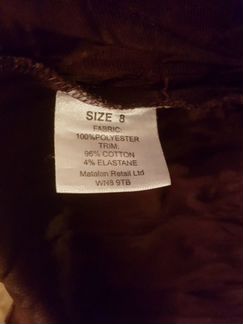 SIZE 8
FABRIC:
100%POLYESTER
TRIM:
96% COTTON
4% ELASTANE
Matalan Retail Ltd
WN8 9TB